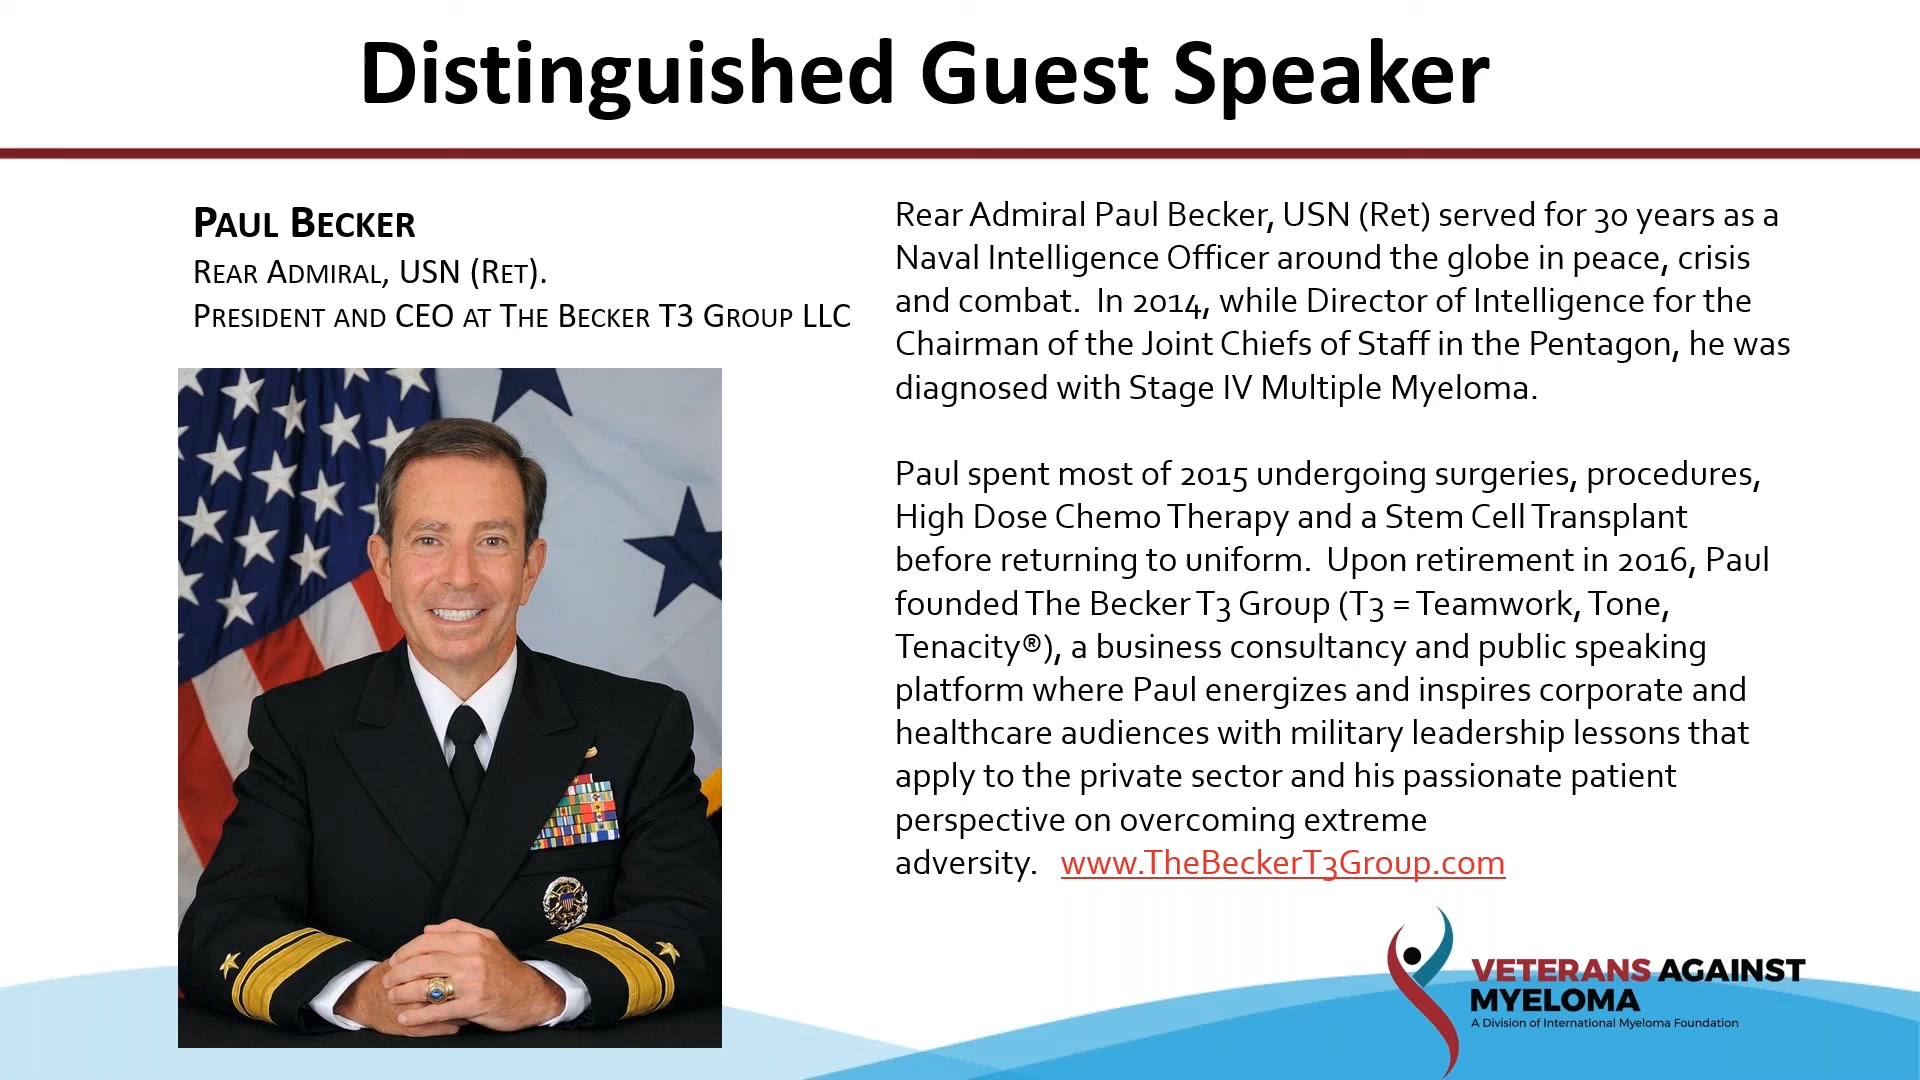 Distinguished Guest Speaker
PAUL BECKER
REAR ADMIRAL, USN (RET).
PRESIDENT AND CEO AT THE BECKER T3 GROUP LLC
Rear Admiral Paul Becker, USN (Ret) served for 30 years as a
Naval Intelligence Officer around the globe in peace, crisis
and combat.  In 2014, while Director of Intelligence for the
Chairman of the Joint Chiefs of Staff in the Pentagon, he was
diagnosed with Stage IV Multiple Myeloma.
Paul spent most of 2015 undergoing surgeries, procedures,
High Dose Chemo Therapy and a Stem Cell Transplant
before returning to uniform.  Upon retirement in 2016, Paul
founded The Becker T3 Group (T3 = Teamwork, Tone,
Tenacity®), a business consultancy and public speaking
platform where Paul energizes and inspires corporate and
healthcare audiences with military leadership lessons that
apply to the private sector and his passionate patient
perspective on overcoming extreme
adversity.   www.TheBeckerT3Group.com
VETERANS AGAINST
MYELOMA
A Division of International Myeloma Foundation